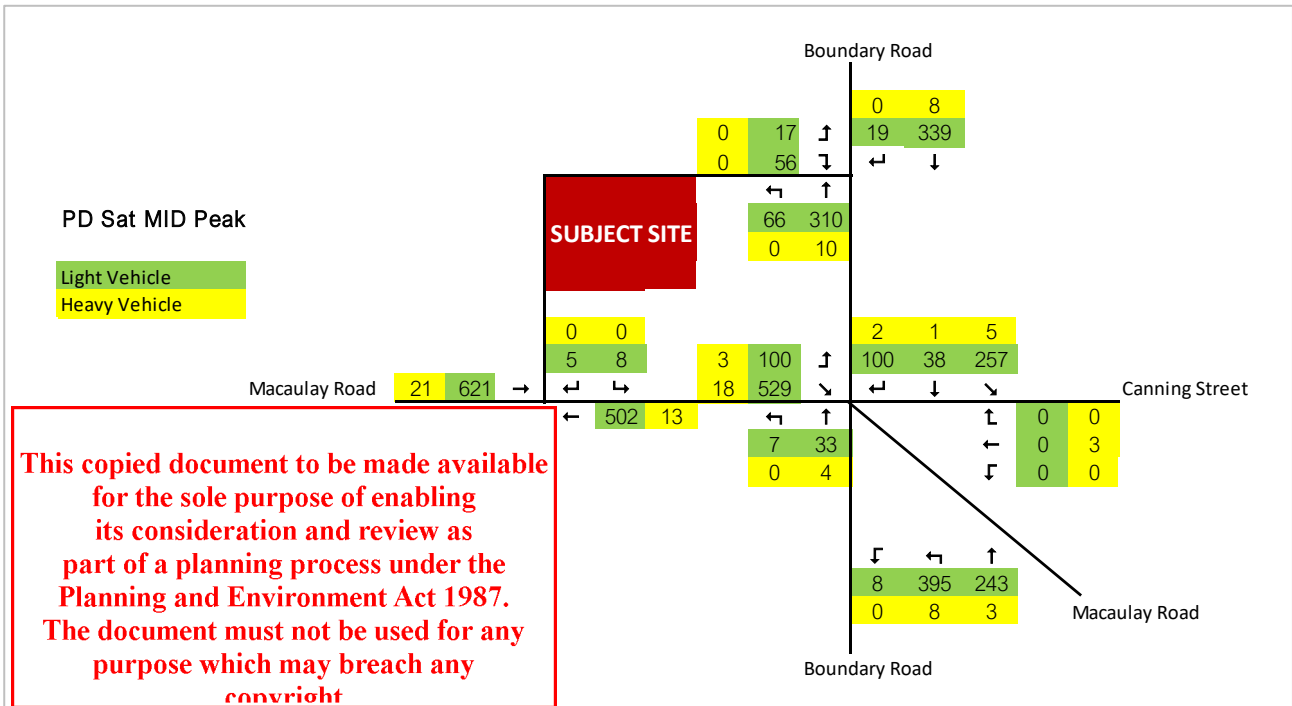 Boundary Road
0 8
0 17 ↱ 19 339
0 56 ↴ ↵ ↓
↰ ↑
PD Sat MID Peak
66 310
SUBJECT SITE
0 10
Light Vehicle
Heavy Vehicle
0 0 2 1 5
5 8 3 100 100 38 257
Macaulay Road 21 621 → 18 529 ↘ ↵ ↓ ↘ Canning Street
← 502 13 ↰ ↑ 0 0
7 33 ← 0 3
0 4 0 0
This copied document to be made available
for the sole purpose of enabling
its consideration and review as
part of a planning process under the
Planning and Environment Act 1987.
The document must not be used for any
purpose which may breach any
copyright
8 395 243
0 8 3
Macaulay Road
Boundary Road